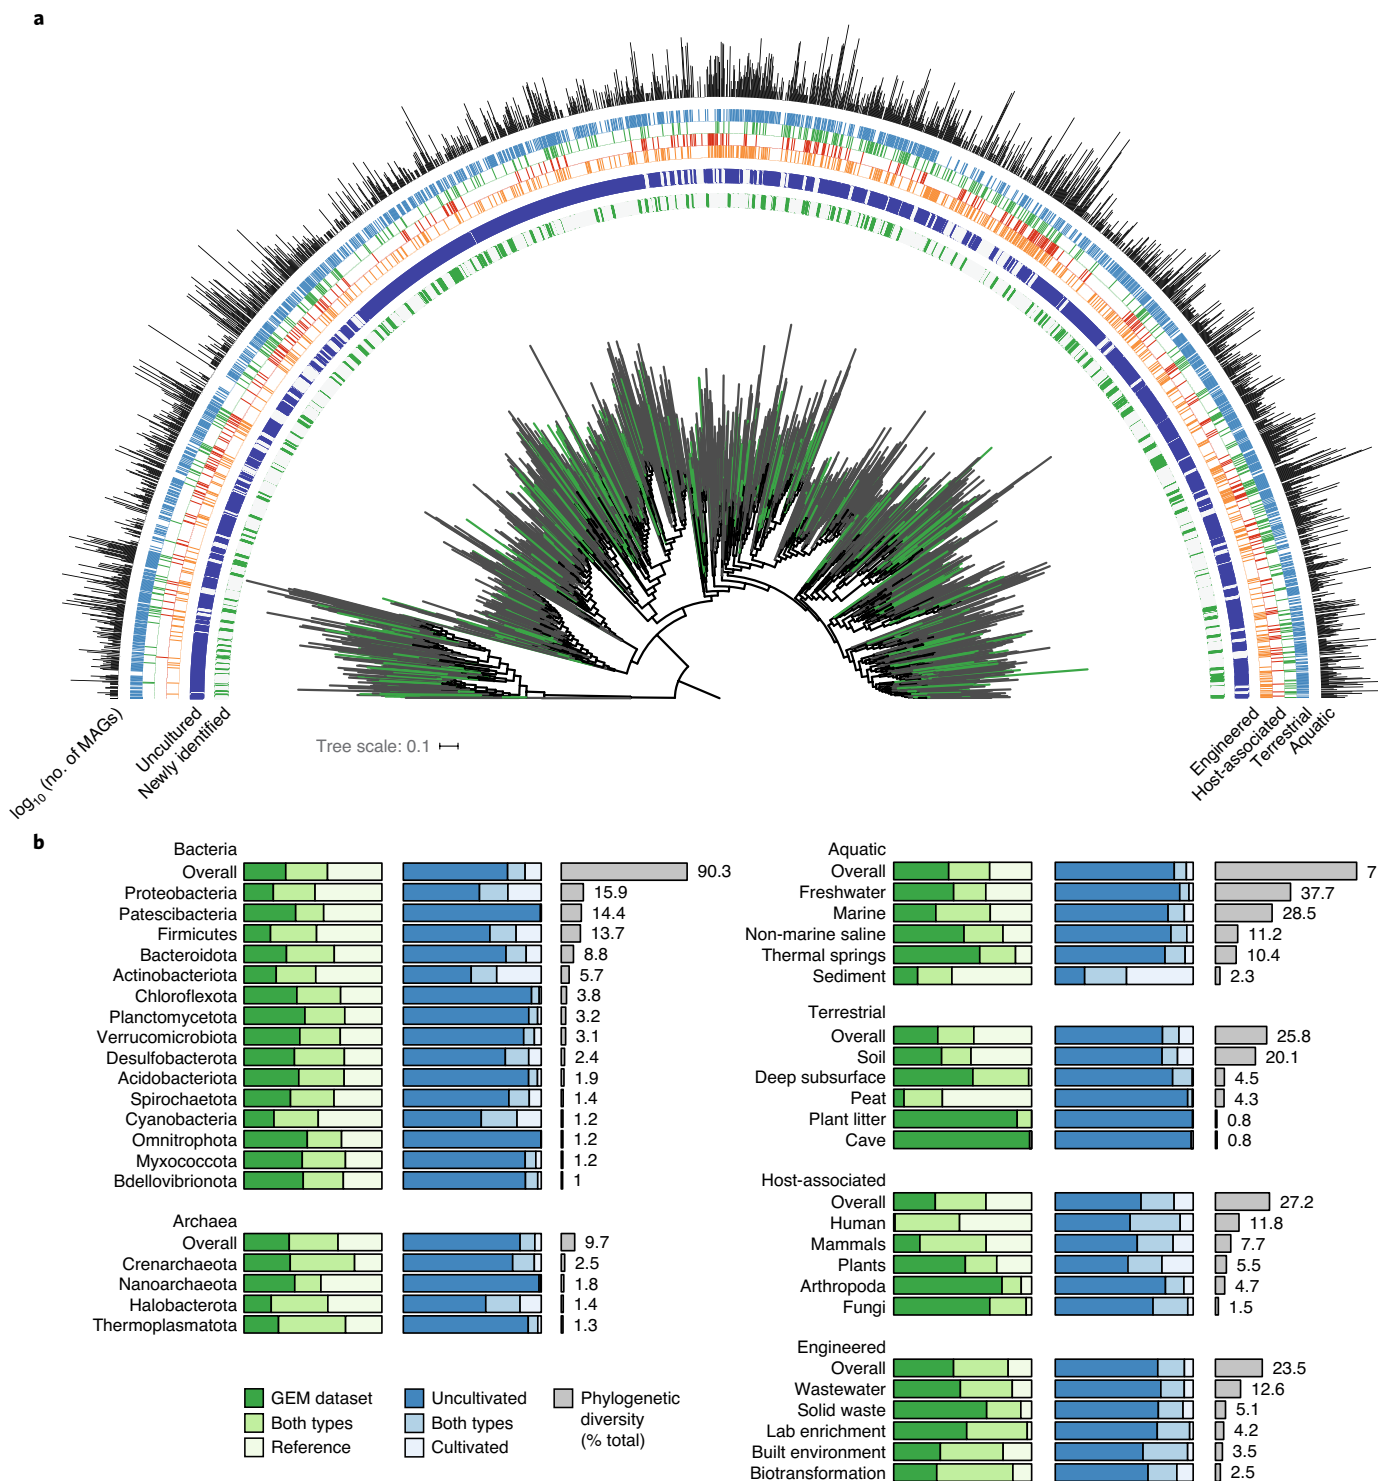 a
log10 (no. of MAGs)
Uncultured
Newly identified
Tree scale: 0.1
Engineered
Host-associated
Terrestrial
Aquatic
b
Bacteria
Overall 90.3
Proteobacteria 15.9
Patescibacteria 14.4
Firmicutes 13.7
Bacteroidota 8.8
Actinobacteriota 5.7
Chloroflexota 3.8
Planctomycetota 3.2
Verrucomicrobiota 3.1
Desulfobacterota 2.4
Acidobacteriota 1.9
Spirochaetota 1.4
Cyanobacteria 1.2
Omnitrophota 1.2
Myxococcota 1.2
Bdellovibrionota 1
Archaea
Overall 9.7
Crenarchaeota 2.5
Nanoarchaeota 1.8
Halobacterota 1.4
Thermoplasmatota 1.3
GEM dataset
Both types
Reference
Uncultivated
Both types
Cultivated
Phylogenetic
diversity
(% total)
Aquatic
Overall 7
Freshwater 37.7
Marine 28.5
Non-marine saline 11.2
Thermal springs 10.4
Sediment 2.3
Terrestrial
Overall 25.8
Soil 20.1
Deep subsurface 4.5
Peat 4.3
Plant litter 0.8
Cave 0.8
Host-associated
Overall 27.2
Human 11.8
Mammals 7.7
Plants 5.5
Arthropoda 4.7
Fungi 1.5
Engineered
Overall 23.5
Wastewater 12.6
Solid waste 5.1
Lab enrichment 4.2
Built environment 3.5
Biotransformation 2.5